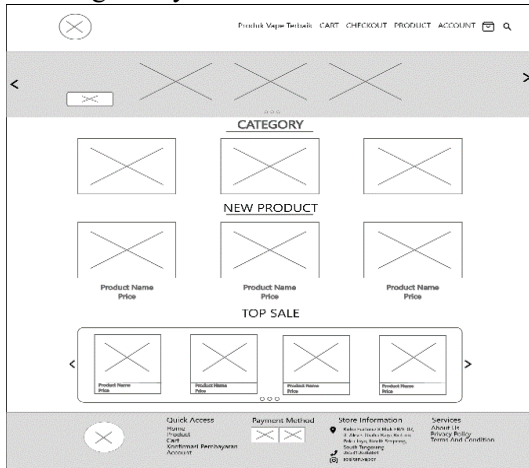 Produk Vape Terbaik CART CHECKOUT PRODUCT ACCOUNT
CATEGORY
NEW PRODUCT
Product Name
Price
Product Name
Price
Product Name
Price
TOP SALE
Product Name
Price
Product Name
Price
Product Name
Price
Product Name
Price
Quick Access
Home
Product
Cart
Konfirmasi Pembayaran
Account
Payment Method
Store Information
South Tangerang
Services
About Us
Privacy Policy
Terms And Condition